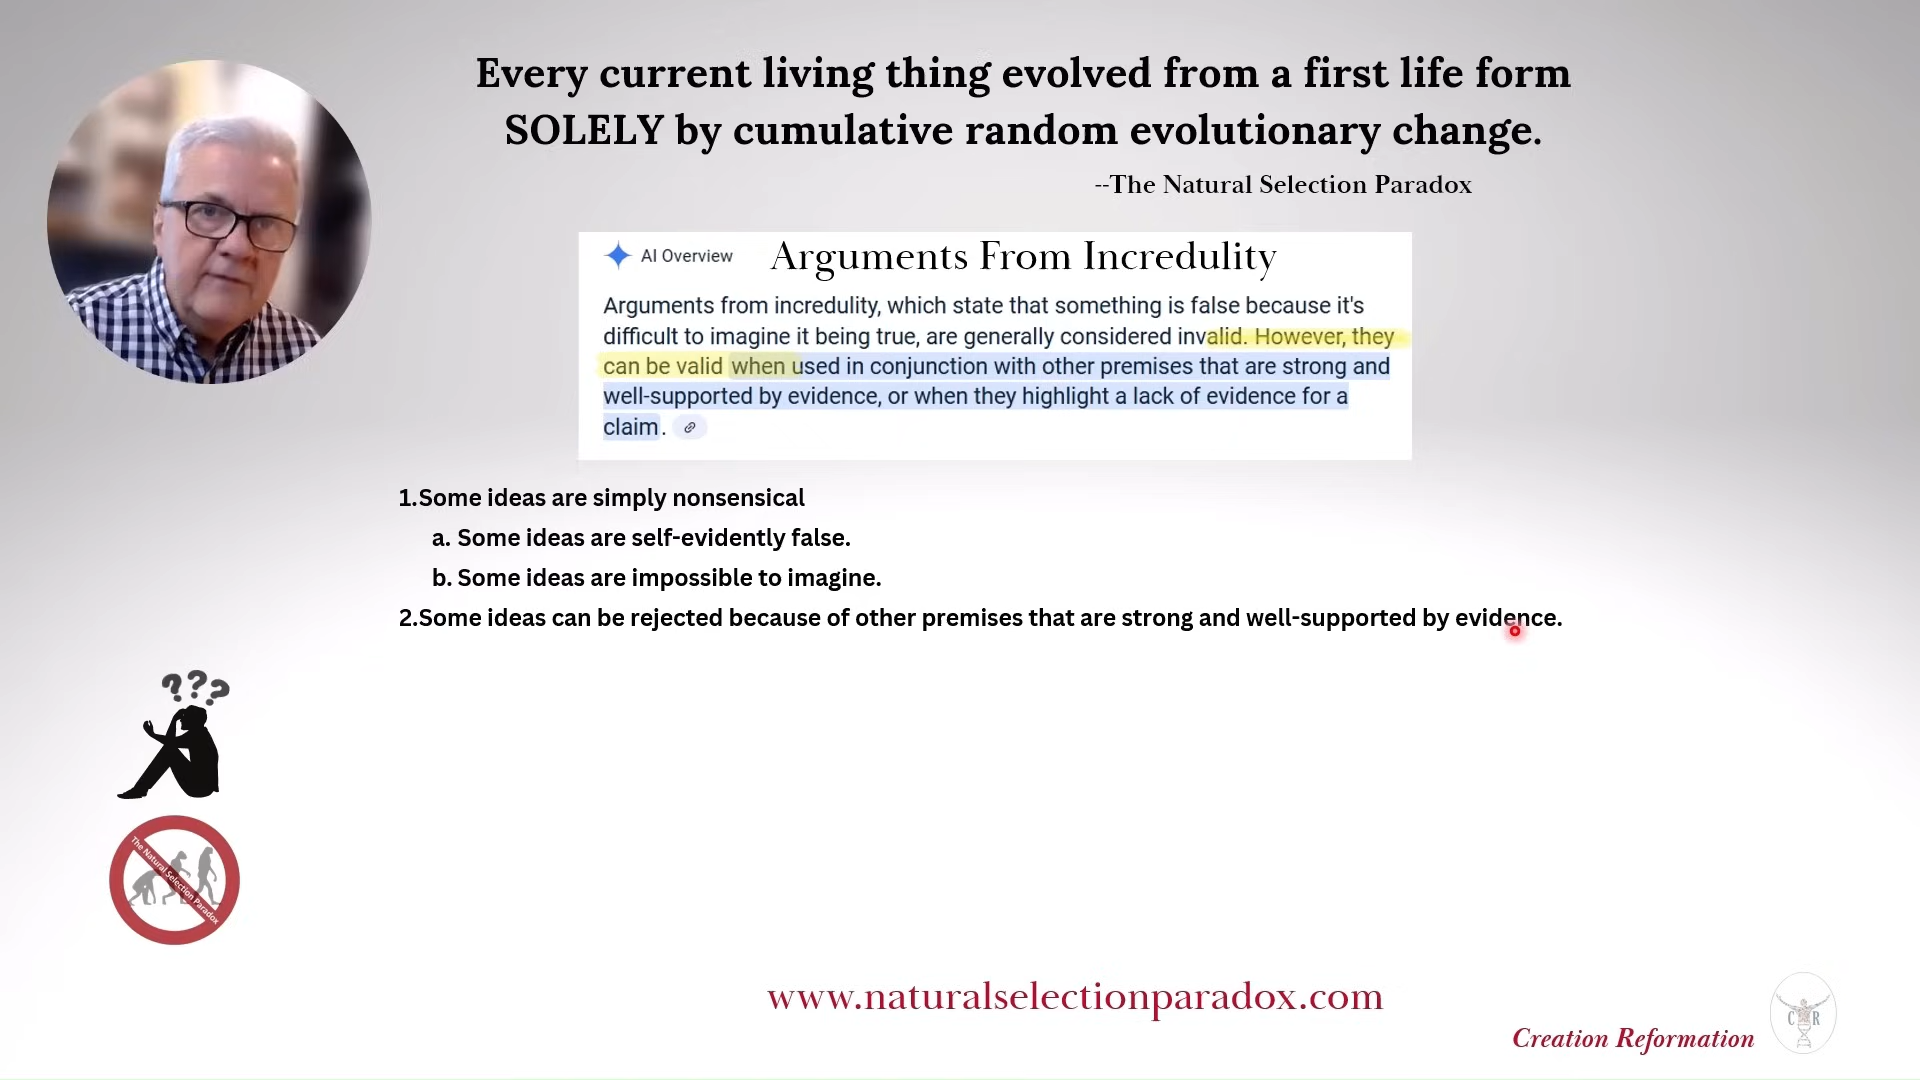 Every current living thing evolved from a first life form
SOLELY by cumulative random evolutionary change.
--The Natural Selection Paradox
AI Overview
Arguments From Incredulity
Arguments from incredulity, which state that something is false because it's
difficult to imagine it being true, are generally considered invalid. However, they
can be valid when used in conjunction with other premises that are strong and
well-supported by evidence, or when they highlight a lack of evidence for a
claim.
1.Some ideas are simply nonsensical
a. Some ideas are self-evidently false.
b. Some ideas are impossible to imagine.
2.Some ideas can be rejected because of other premises that are strong and well-supported by evidence.
???
The Natural Selection Paradox
www.naturalselectionparadox.com
Creation Reformation
C R